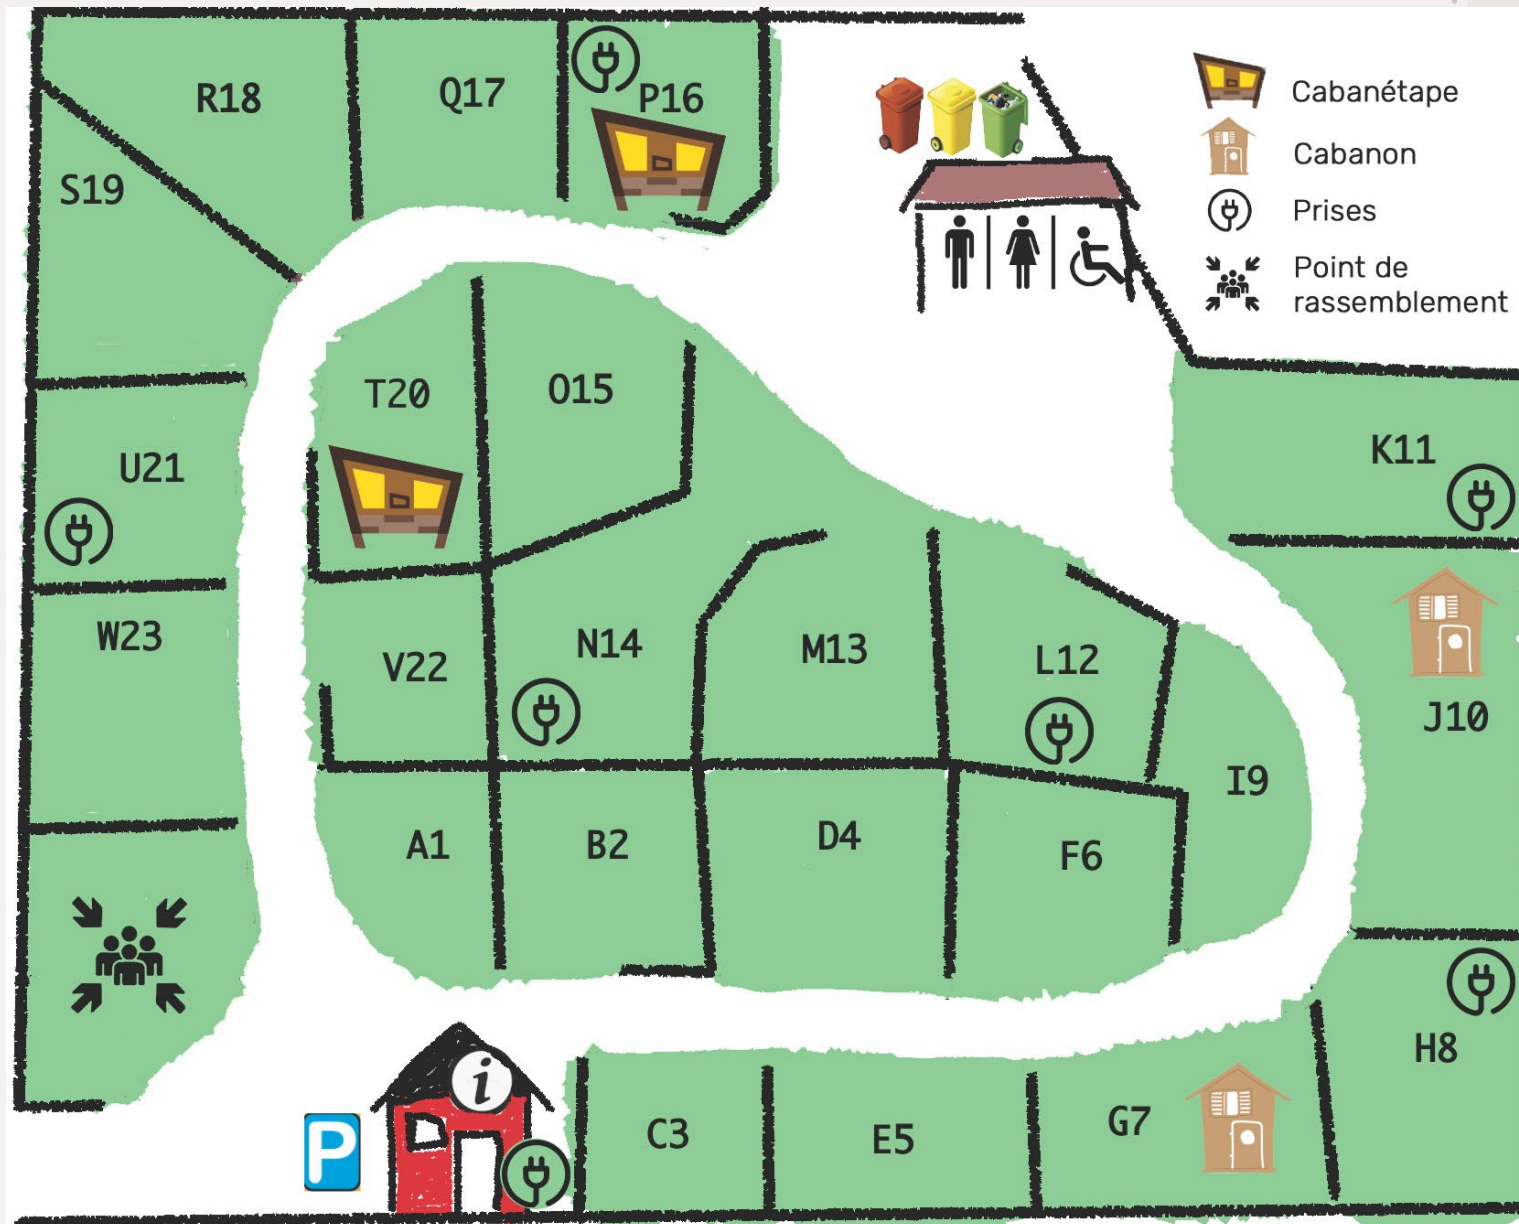 R18
Q17
P16
S19
Cabanétape
Cabanon
Prises
Point de
rassemblement
T20
O15
U21
K11
W23
V22
N14
M13
L12
J10
I9
A1
B2
D4
F6
H8
i
P
C3
E5
G7